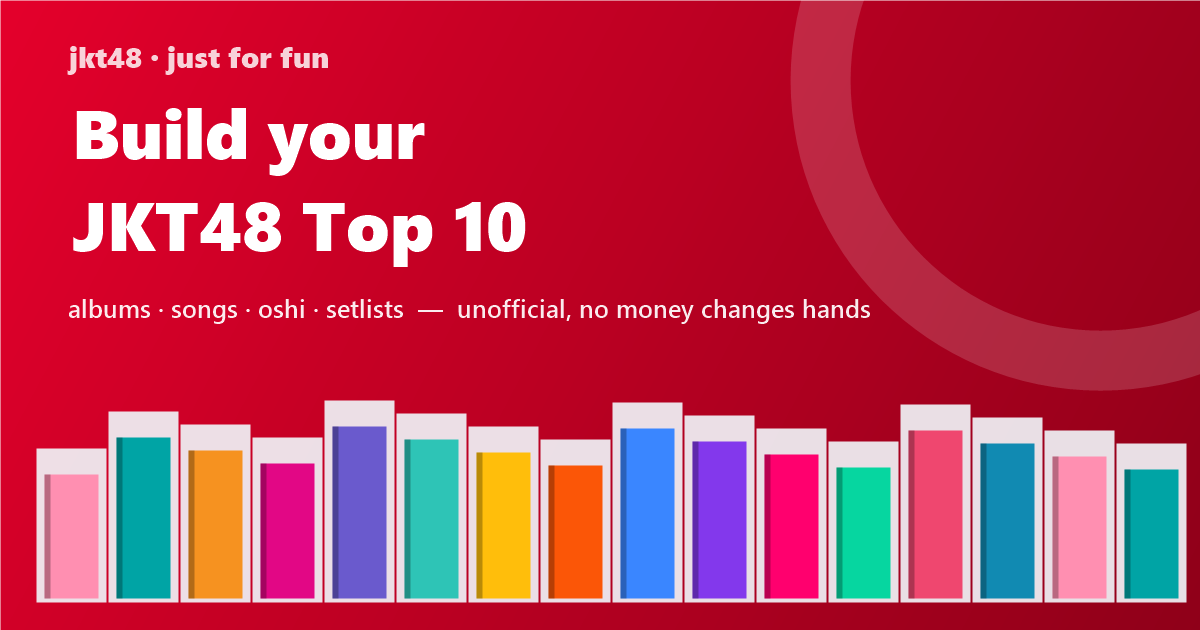 jkt48 · just for fun
Build your
JKT48 Top 10
albums · songs · oshi · setlists — unofficial, no money changes hands